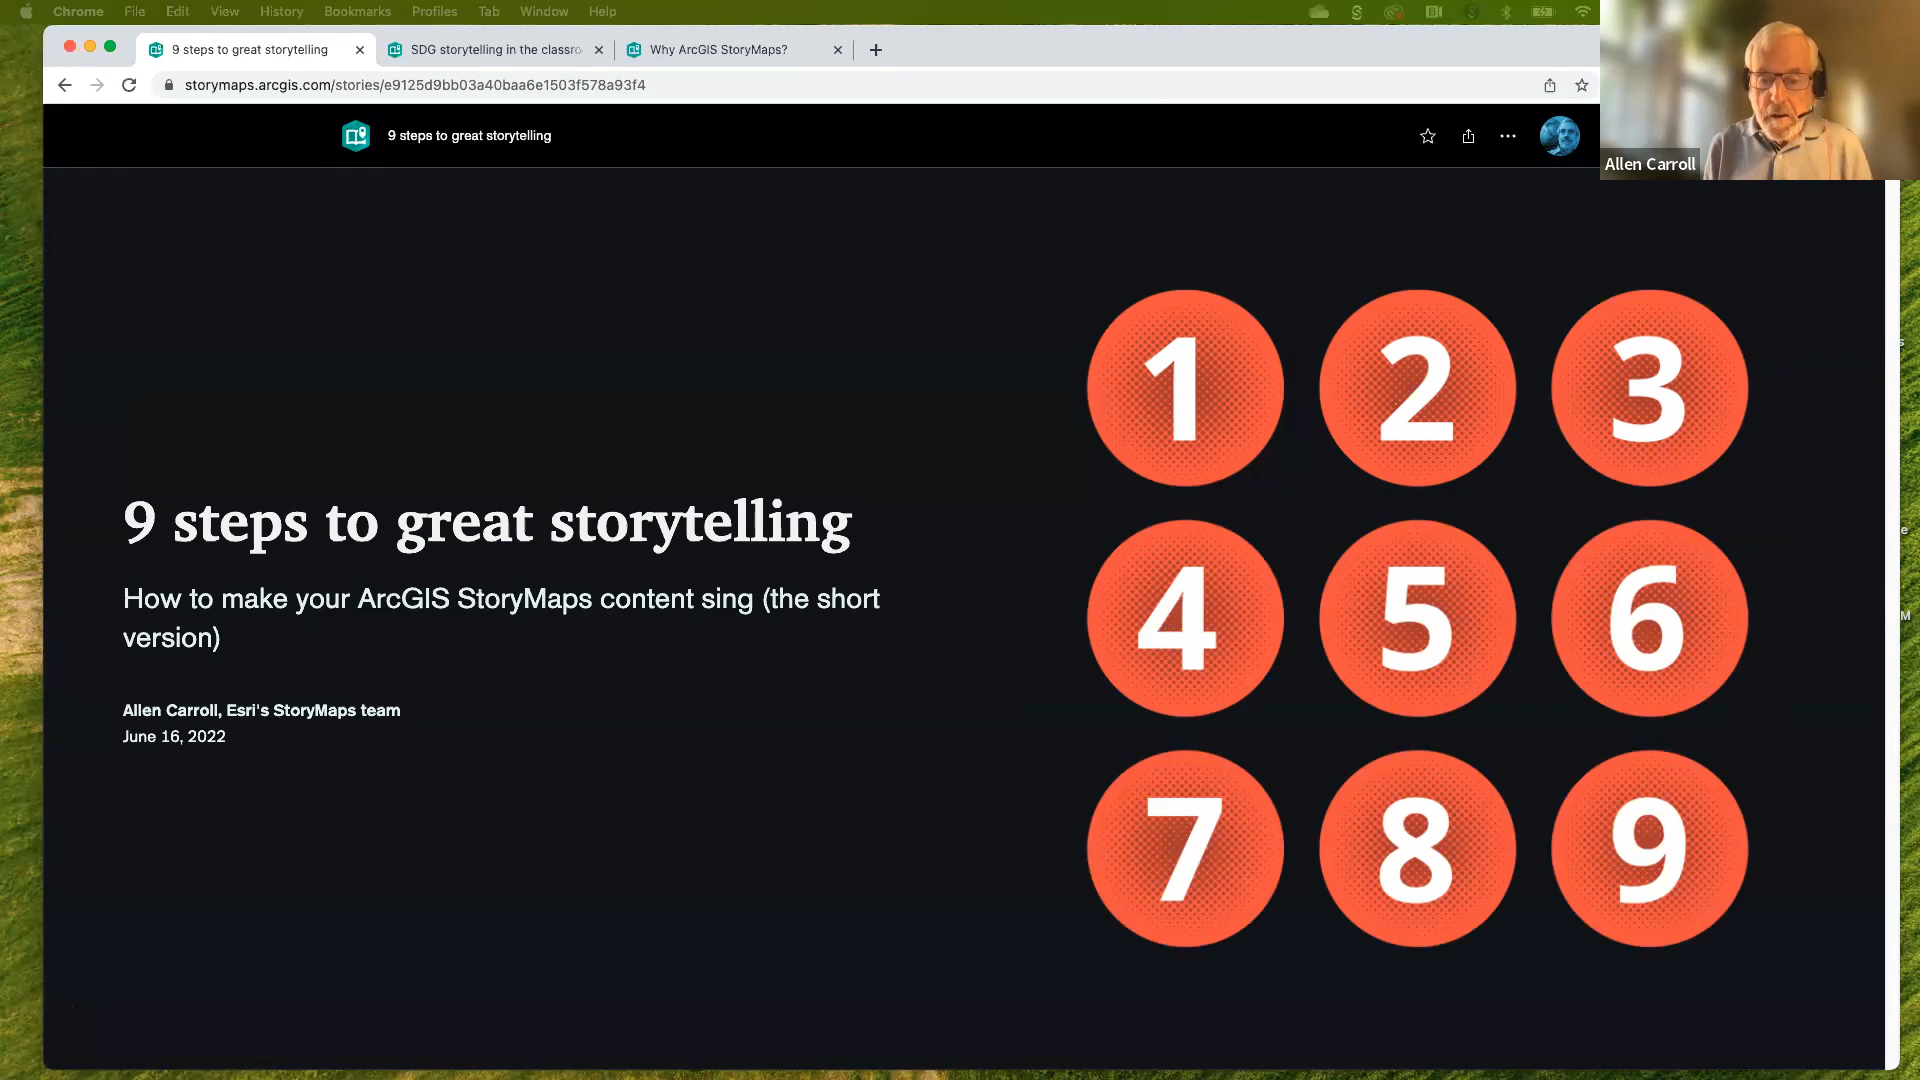 Chrome File Edit View History Bookmarks Profiles Tab Window Help
9 steps to great storytelling
SDG storytelling in the classro
Why ArcGIS StoryMaps?
storymaps.arcgis.com/stories/e9125d9bb03a40baa6e1503f578a93f4
9 steps to great storytelling
Allen Carroll
9 steps to great storytelling
How to make your ArcGIS StoryMaps content sing (the short
version)
Allen Carroll, Esri's StoryMaps team
June 16, 2022
1 2 3
4 5 6
7 8 9